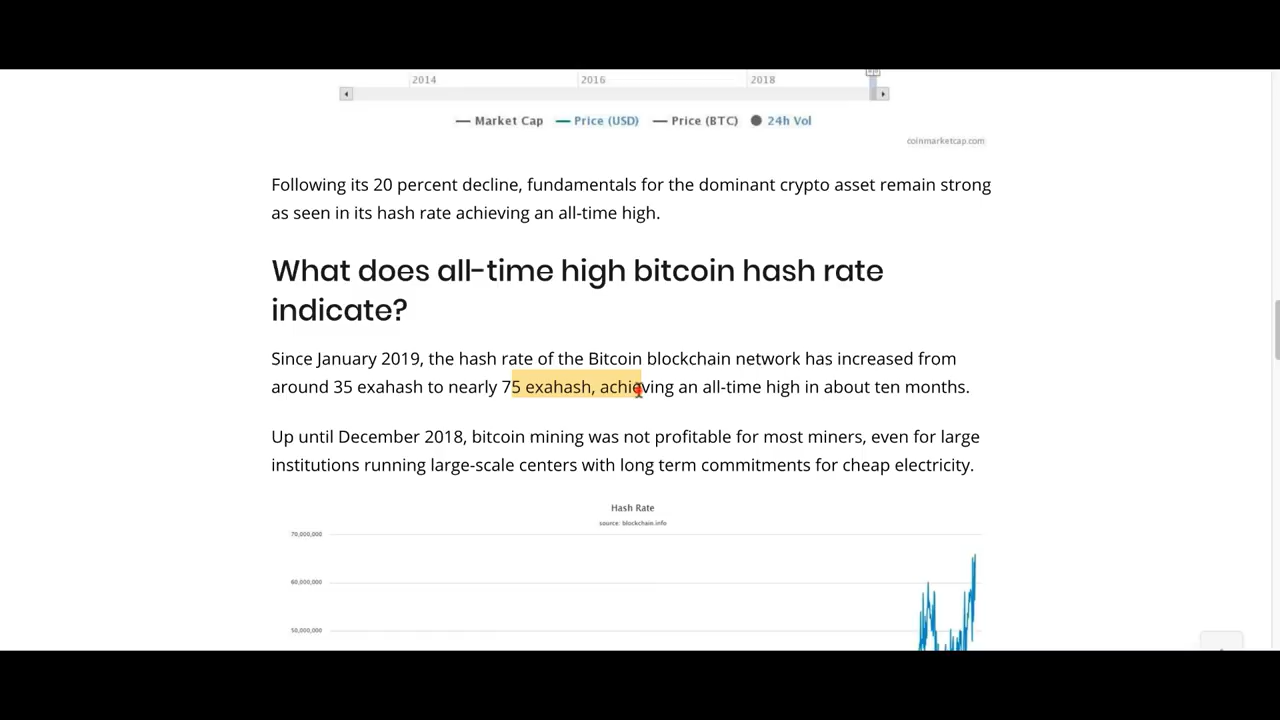 2014 2016 2018
Market Cap Price (USD) Price (BTC) 24h Vol
coinmarketcap.com
Following its 20 percent decline, fundamentals for the dominant crypto asset remain strong
as seen in its hash rate achieving an all-time high.
What does all-time high bitcoin hash rate
indicate?
Since January 2019, the hash rate of the Bitcoin blockchain network has increased from
around 35 exahash to nearly 75 exahash, achieving an all-time high in about ten months.
Up until December 2018, bitcoin mining was not profitable for most miners, even for large
institutions running large-scale centers with long term commitments for cheap electricity.
Hash Rate
source: blockchain.info
70,000,000
60,000,000
50,000,000